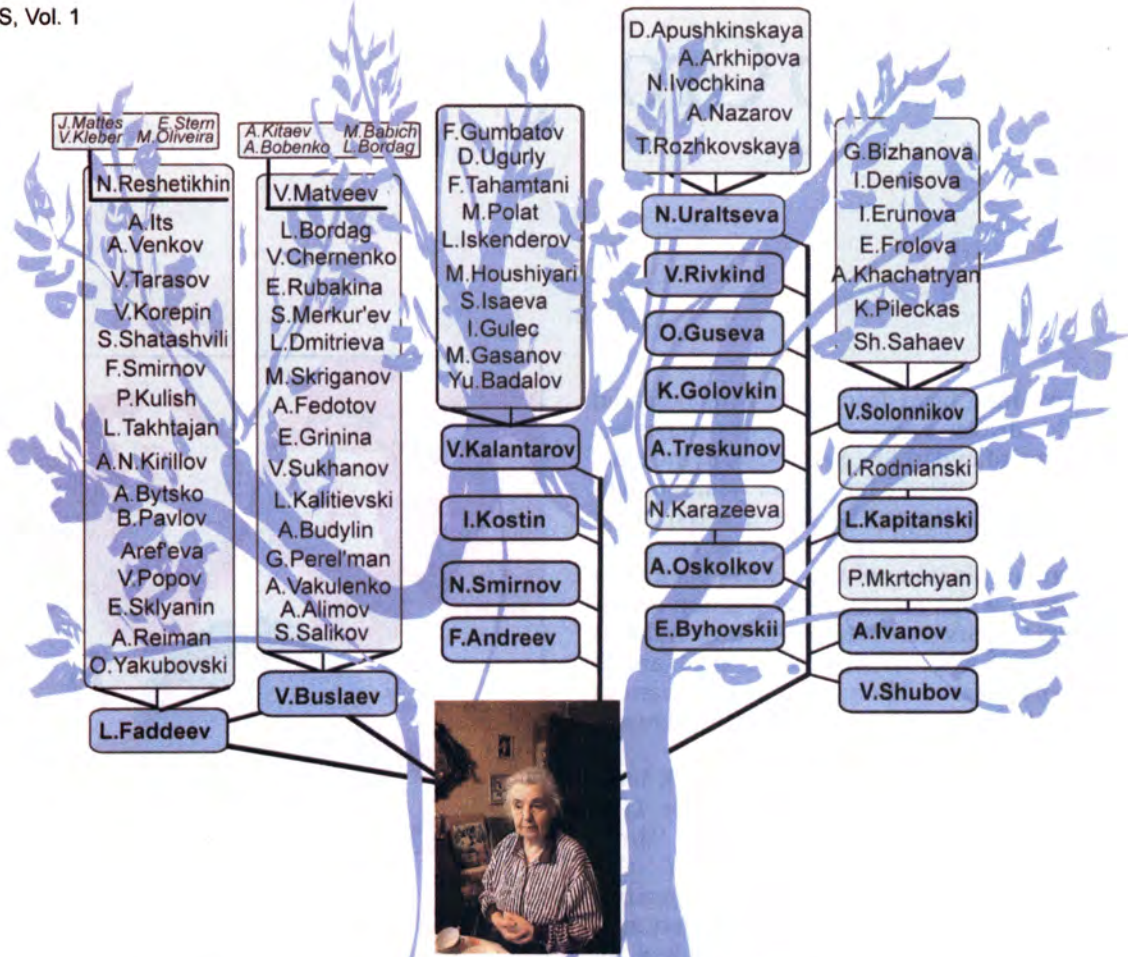 S, Vol. 1
J.Mattes E.Stern
V.Kleber M.Oliveira
N.Reshetikhin
A.Its
A.Venkov
V.Tarasov
V.Korepin
S.Shatashvili
F.Smirnov
P.Kulish
L.Takhtajan
A.N.Kirillov
A.Bytsko
B.Pavlov
Aref'eva
V.Popov
E.Sklyanin
A.Reiman
O.Yakubovski
L.Faddeev
A.Kitaev M.Babich
A.Bobenko L.Bordag
V.Matveev
L.Bordag
V.Chernenko
E.Rubakina
S.Merkur'ev
L.Dmitrieva
M.Skriganov
A.Fedotov
E.Grinina
V.Sukhanov
L.Kalitievski
A.Budylin
G.Perel'man
A.Vakulenko
A.Alimov
S.Salikov
V.Buslaev
F.Gumbatov
D.Ugurly
F.Tahamtani
M.Polat
L.Iskenderov
M.Houshiyari
S.Isaeva
I.Gulec
M.Gasanov
Yu.Badalov
V.Kalantarov
I.Kostin
N.Smirnov
F.Andreev
D.Apushkinskaya
A.Arkhipova
N.Ivochkina
A.Nazarov
T.Rozhkovskaya
N.Uraltseva
V.Rivkind
O.Guseva
K.Golovkin
A.Treskunov
N.Karazeeva
A.Oskolkov
E.Byhovskii
G.Bizhanova
I.Denisova
I.Erunova
E.Frolova
A.Khachatryan
K.Pileckas
Sh.Sahaev
V.Solonnikov
I.Rodnianski
L.Kapitanski
P.Mkrtchyan
A.Ivanov
V.Shubov